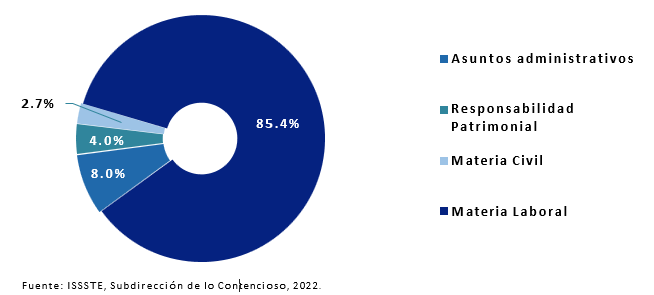 Asuntos administrativos
2.7%
85.4%
Responsabilidad
Patrimonial
4.0%
Materia Civil
8.0%
Materia Laboral
Fuente: ISSSTE, Subdirección de lo Contencioso, 2022.